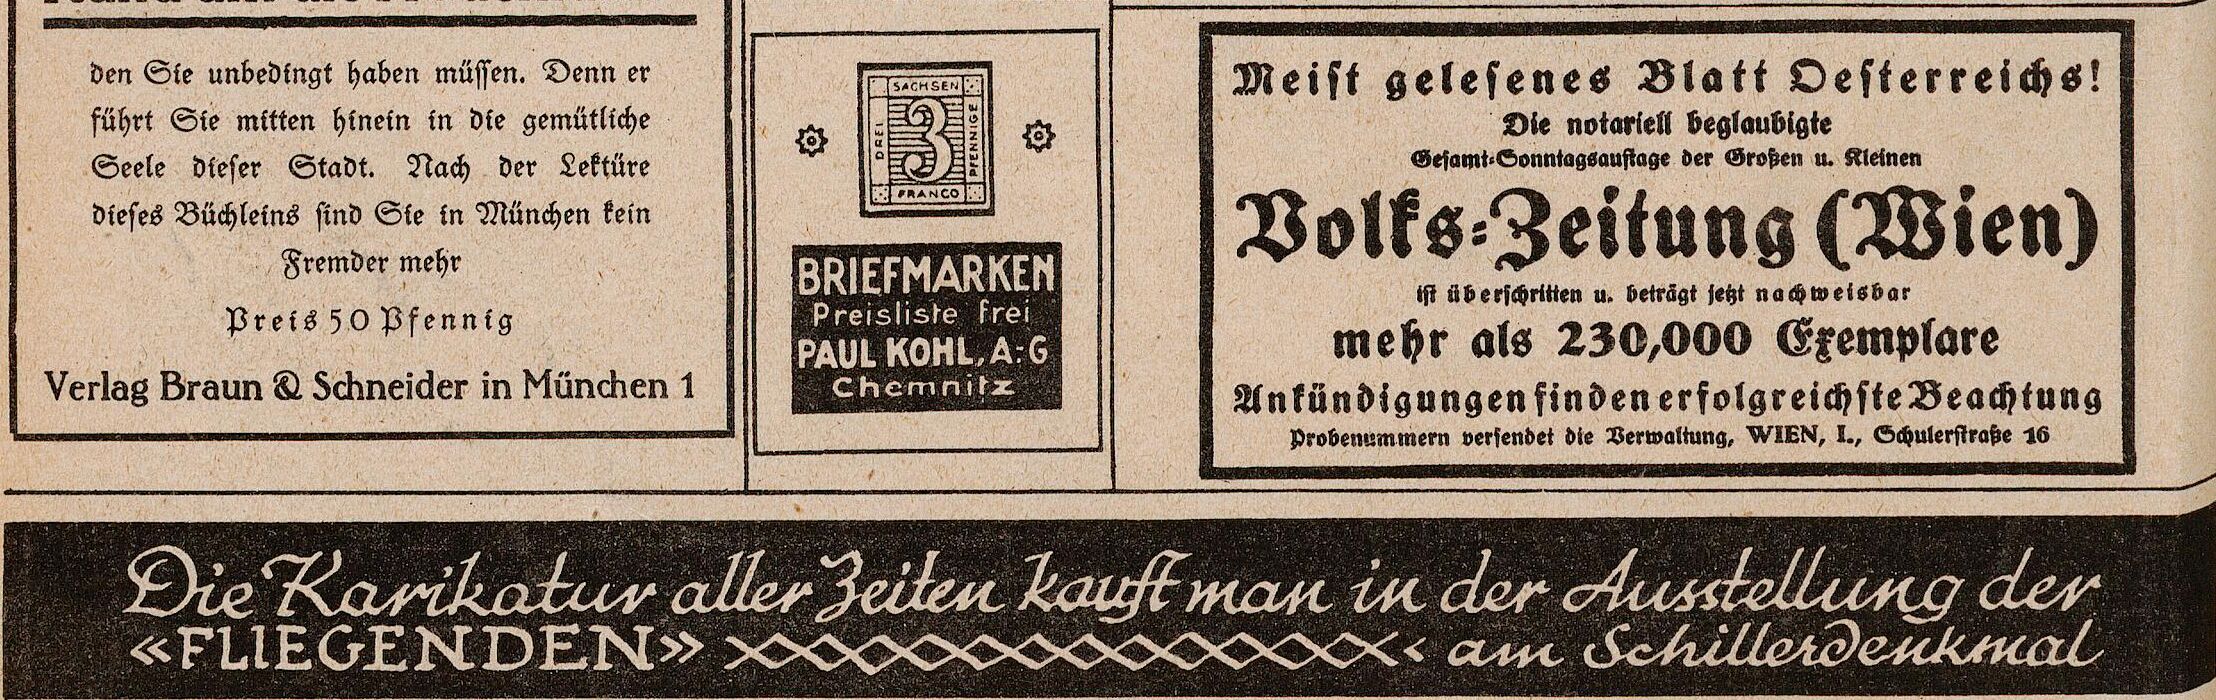 den Sie unbedingt haben müssen. Denn er
führt Sie mitten hinein in die gemütliche
Seele dieser Stadt. Nach der Lektüre
dieses Büchleins sind Sie in München kein
Fremder mehr
Preis 50 Pfennig
Verlag Braun & Schneider in München 1
SACHSEN
DREI
3
PFENNIGE
FRANCO
BRIEFMARKEN
Preisliste frei
PAUL KOHL, A:-G
Chemnitz
Meist gelesenes Blatt Oesterreichs!
Die notariell beglaubigte
Gesamt-Sonntagsauflage der Großen u. Kleinen
Volks-Zeitung (Wien)
ist überschritten u. beträgt jetzt nachweisbar
mehr als 230,000 Exemplare
Ankündigungen finden erfolgreichste Beachtung
Probenummern versendet die Verwaltung, WIEN, I., Schulerstraße 16
Die Karikatur aller Zeiten kauft man in der Ausstellung der
«FLIEGENDEN» am Schillerdenkmal